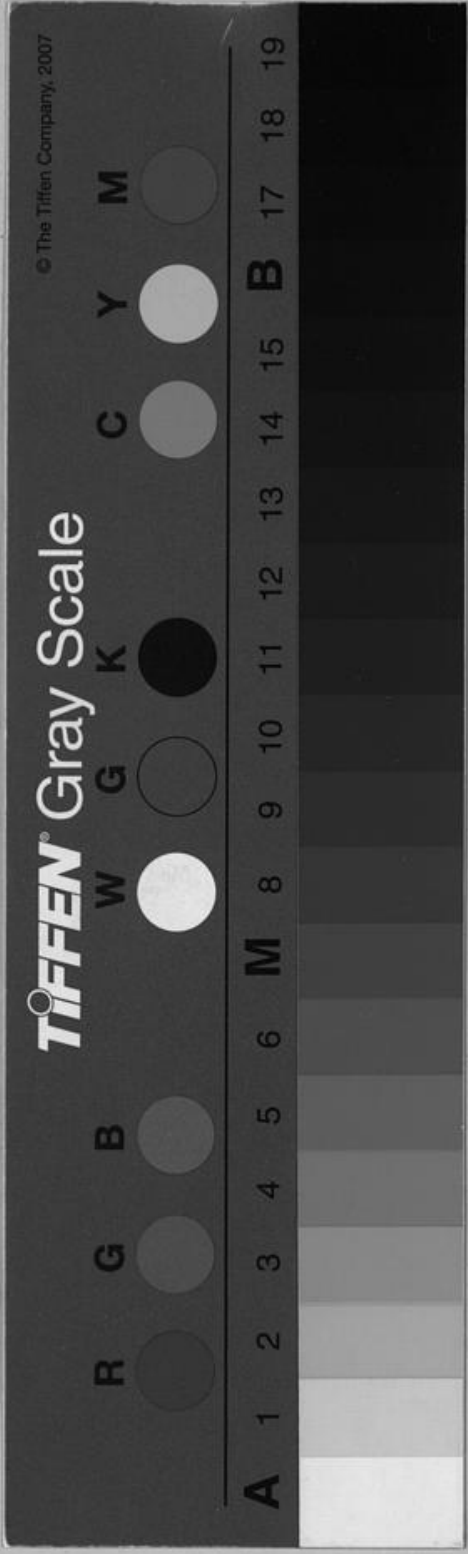 © The Tiffen Company, 2007
TIFFEN® Gray Scale
R G B W G K C Y M
A 1 2 3 4 5 6 M 8 9 10 11 12 13 14 15 B 17 18 19